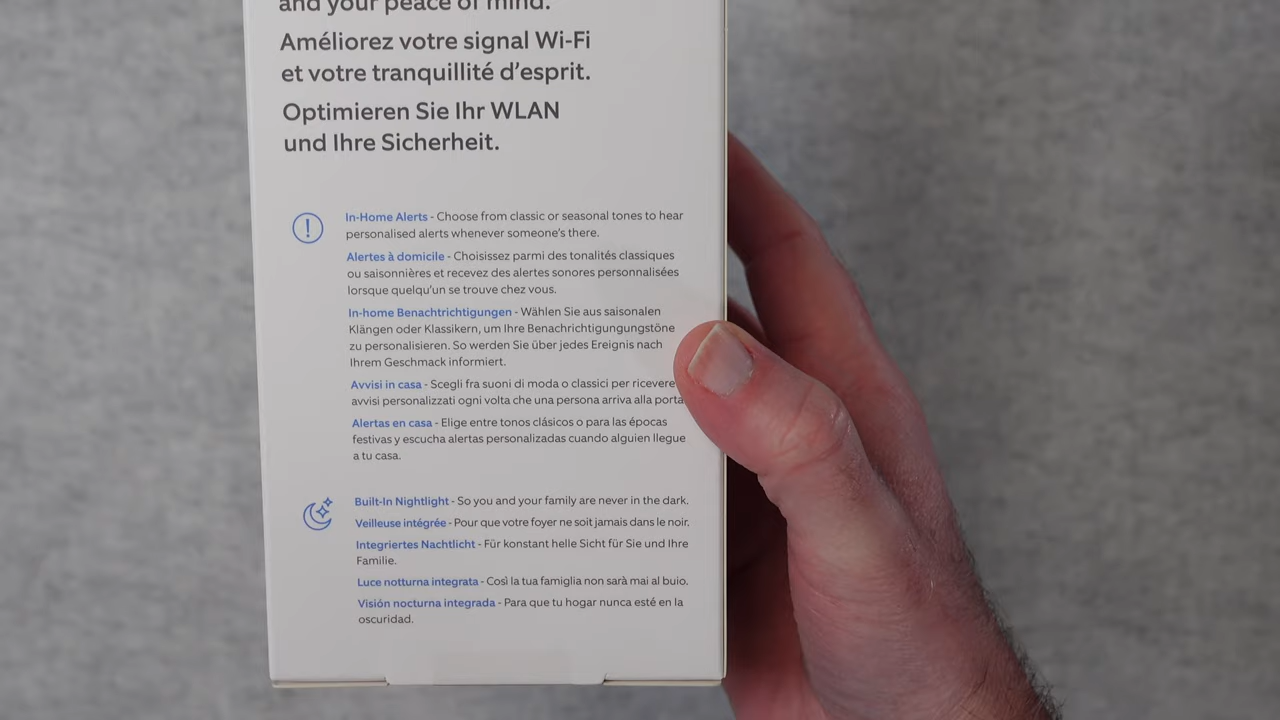 and your peace of mind.
Améliorez votre signal Wi-Fi
et votre tranquillité d'esprit.
Optimieren Sie Ihr WLAN
und Ihre Sicherheit.
In-Home Alerts - Choose from classic or seasonal tones to hear
personalised alerts whenever someone's there.
Alertes à domicile - Choisissez parmi des tonalités classiques
ou saisonnières et recevez des alertes sonores personnalisées
lorsque quelqu'un se trouve chez vous.
In-home Benachtrichtigungen - Wählen Sie aus saisonalen
Klängen oder Klassikern, um Ihre Benachrichtigungungstöne
zu personalisieren. So werden Sie über jedes Ereignis nach
Ihrem Geschmack informiert.
Avvisi in casa - Scegli fra suoni di moda o classici per ricevere
avvisi personalizzati ogni volta che una persona arriva alla porta
Alertas en casa - Elige entre tonos clásicos o para las épocas
festivas y escucha alertas personalizadas cuando alguien llegue
a tu casa.
Built-In Nightlight - So you and your family are never in the dark.
Veilleuse intégrée - Pour que votre foyer ne soit jamais dans le noir.
Integriertes Nachtlicht - Für konstant helle Sicht für Sie und Ihre
Familie.
Luce notturna integrata - Così la tua famiglia non sarà mai al buio.
Visión nocturna integrada - Para que tu hogar nunca esté en la
oscuridad.